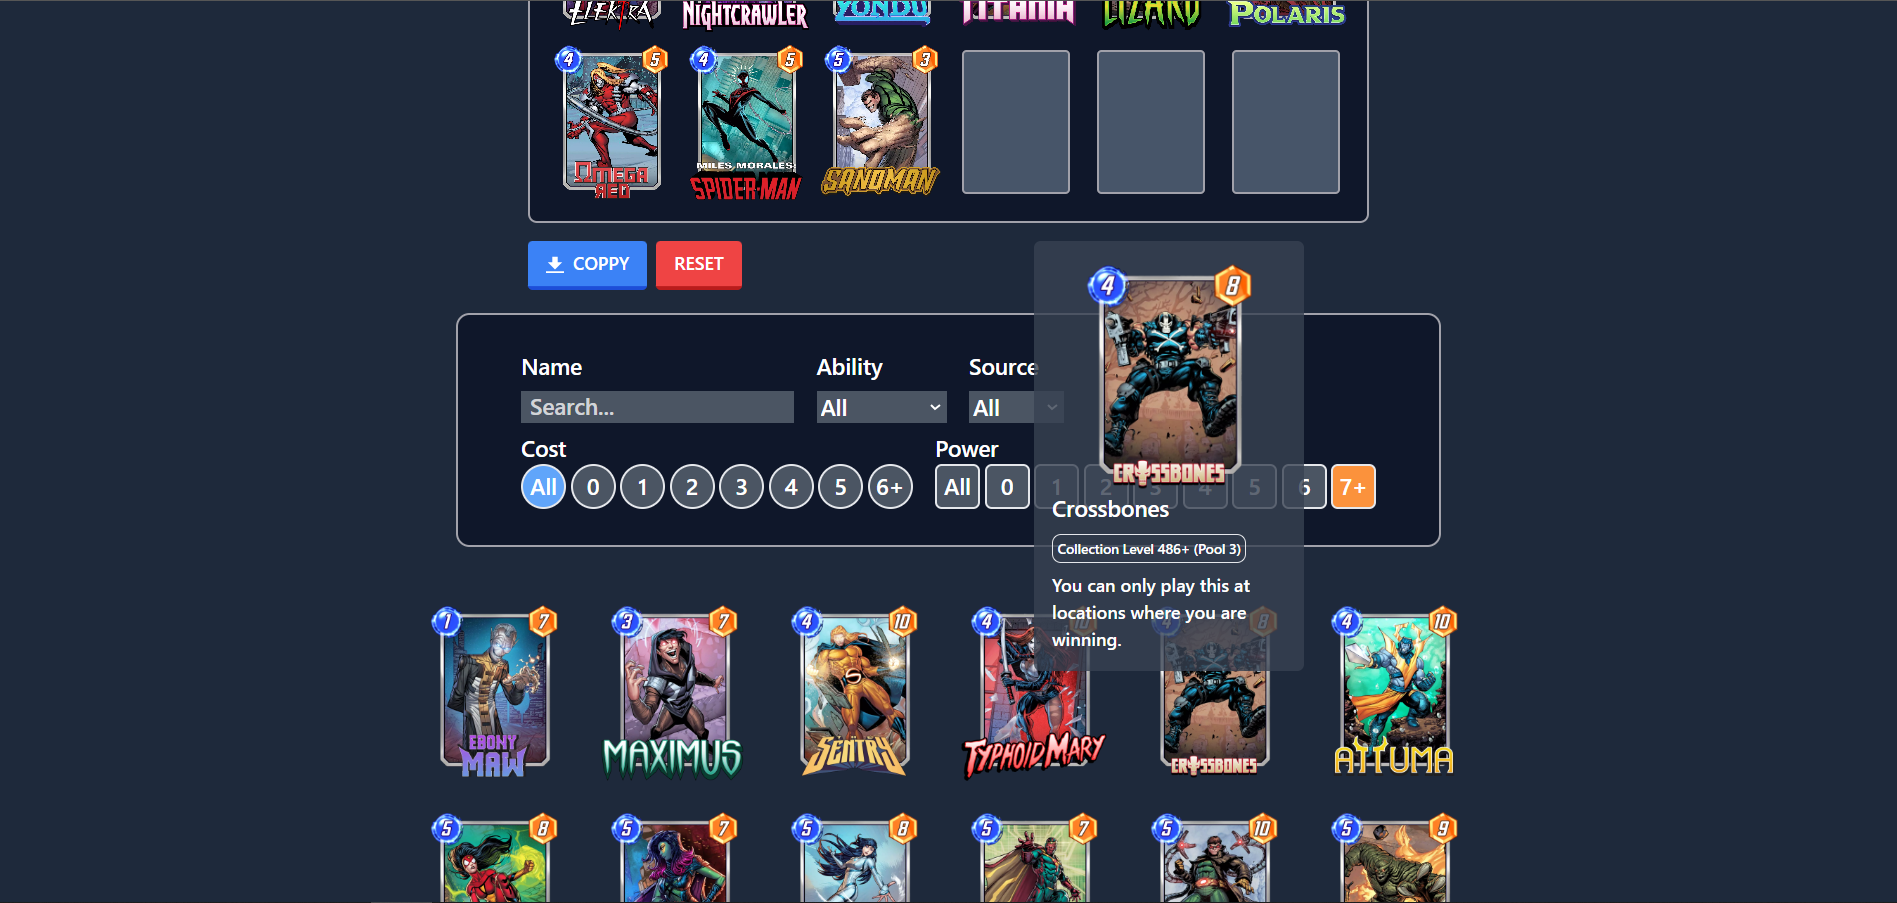 ELEKTRA
NIGHTCRAWLER
YONDU
TITANIA
LIZARD
POLARIS
4 5
4 5
5 3
OMEGA RED
MILES MORALES
SPIDER-MAN
SANDMAN
COPPY
RESET
4 8
CROSSBONES
Name
Ability
Source
Search...
All
All
Cost
Power
All 0 1 2 3 4 5 6+
All 0 1 2 3 4 5 6 7+
Crossbones
Collection Level 486+ (Pool 3)
You can only play this at
locations where you are
winning.
1 7
3 7
4 10
4 10
4 8
4 10
EBONY MAW
MAXIMUS
SENTRY
TYPHOID MARY
CROSSBONES
ATTUMA
5 8
5 7
5 8
5 7
5 10
5 9